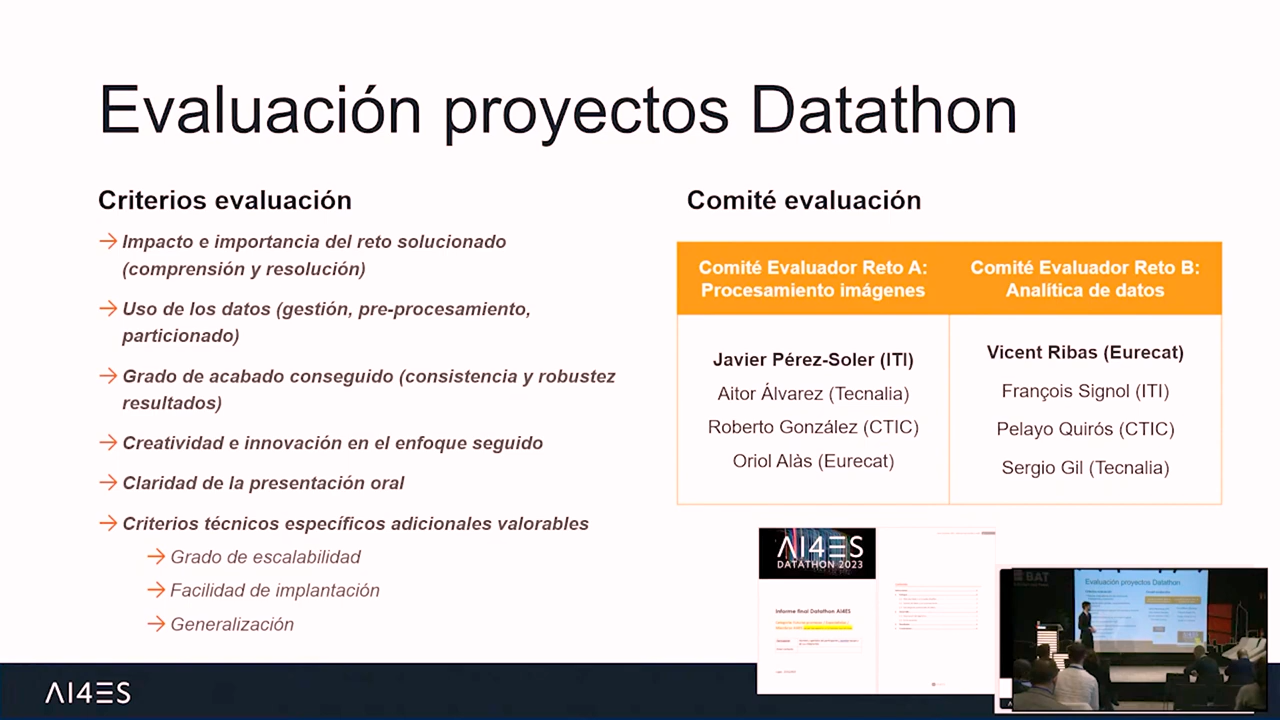 Evaluación proyectos Datathon
Criterios evaluación
→ Impacto e importancia del reto solucionado
(comprensión y resolución)
→ Uso de los datos (gestión, pre-procesamiento,
particionado)
→ Grado de acabado conseguido (consistencia y robustez
resultados)
→ Creatividad e innovación en el enfoque seguido
→ Claridad de la presentación oral
→ Criterios técnicos específicos adicionales valorables
→ Grado de escalabilidad
→ Facilidad de implantación
→ Generalización
Comité evaluación
Comité Evaluador Reto A:
Procesamiento imágenes
Javier Pérez-Soler (ITI)
Aitor Álvarez (Tecnalia)
Roberto González (CTIC)
Oriol Alàs (Eurecat)
Comité Evaluador Reto B:
Analítica de datos
Vicent Ribas (Eurecat)
François Signol (ITI)
Pelayo Quirós (CTIC)
Sergio Gil (Tecnalia)
AI4ES
DATATHON 2023
Informe final Datathon AI4ES
BAT
Evaluación proyectos Datathon
AI4ES